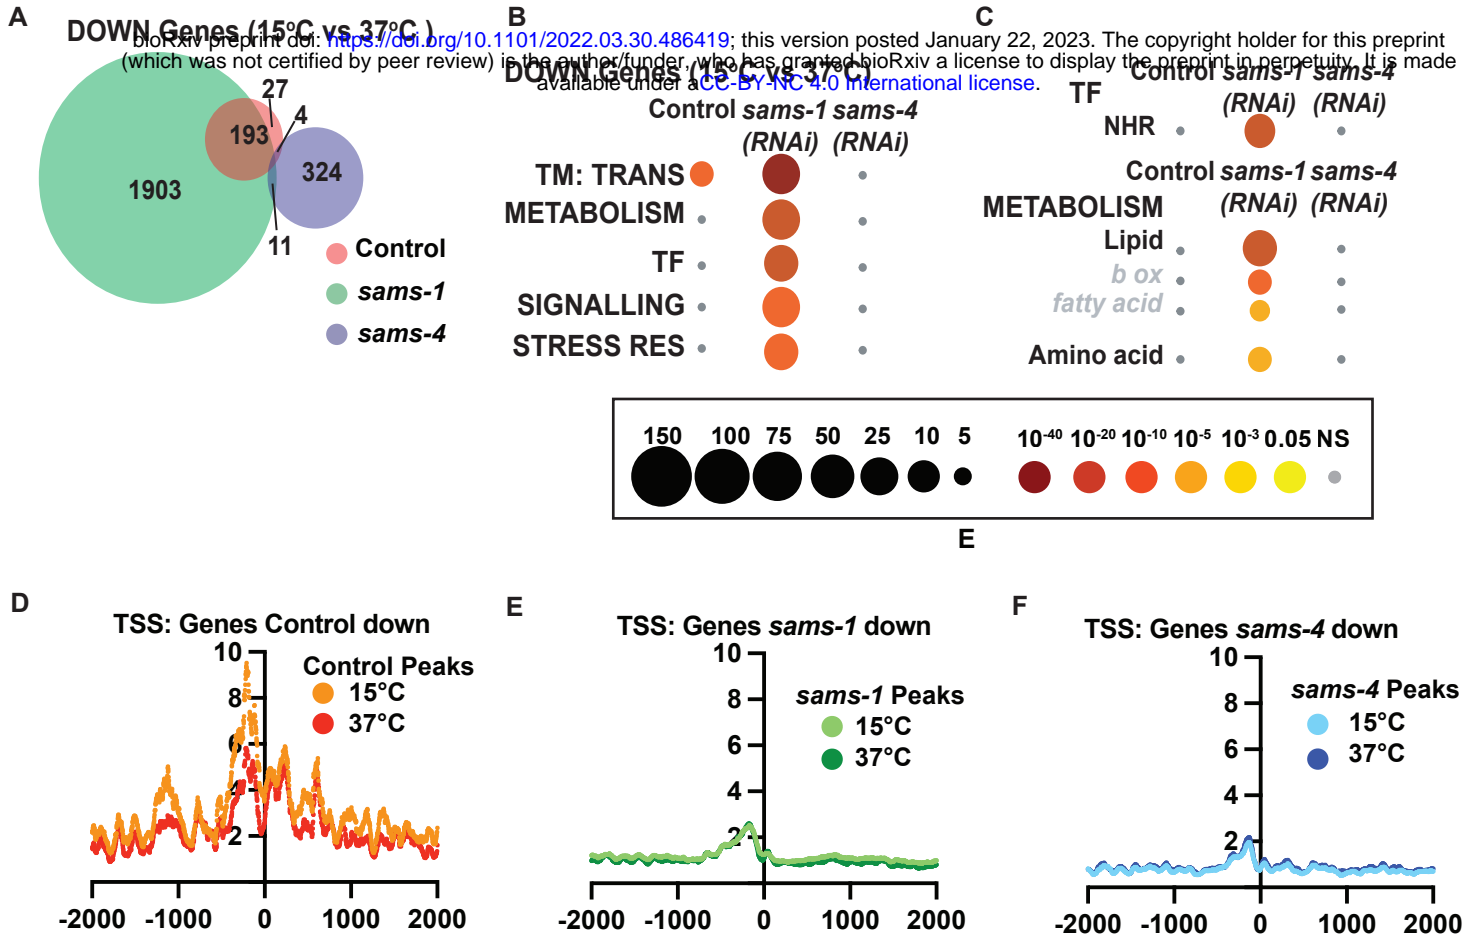 A
B
C
DOWN Genes (15ºC vs 37ºC )
bioRxiv preprint doi: https://doi.org/10.1101/2022.03.30.486419; this version posted January 22, 2023. The copyright holder for this preprint
(which was not certified by peer review) is the author/funder, who has granted bioRxiv a license to display the preprint in perpetuity. It is made
available under aCC-BY-NC 4.0 International license.
27
4
193
1903
324
11
Control
sams-1
sams-4
DOWN Genes (15ºC vs 37ºC)
Control sams-1 sams-4
(RNAi) (RNAi)
TM: TRANS
METABOLISM
TF
SIGNALLING
STRESS RES
Control sams-1 sams-4
TF (RNAi) (RNAi)
NHR
Control sams-1 sams-4
METABOLISM (RNAi) (RNAi)
Lipid
b ox
fatty acid
Amino acid
150 100 75 50 25 10 5
10-40 10-20 10-10 10-5 10-3 0.05 NS
E
D
TSS: Genes Control down
10
8
6
4
2
Control Peaks
15°C
37°C
-2000 -1000 0 1000 2000
E
TSS: Genes sams-1 down
10
8
6
4
2
sams-1 Peaks
15°C
37°C
-2000 -1000 0 1000 2000
F
TSS: Genes sams-4 down
10
8
6
4
2
sams-4 Peaks
15°C
37°C
-2000 -1000 0 1000 2000